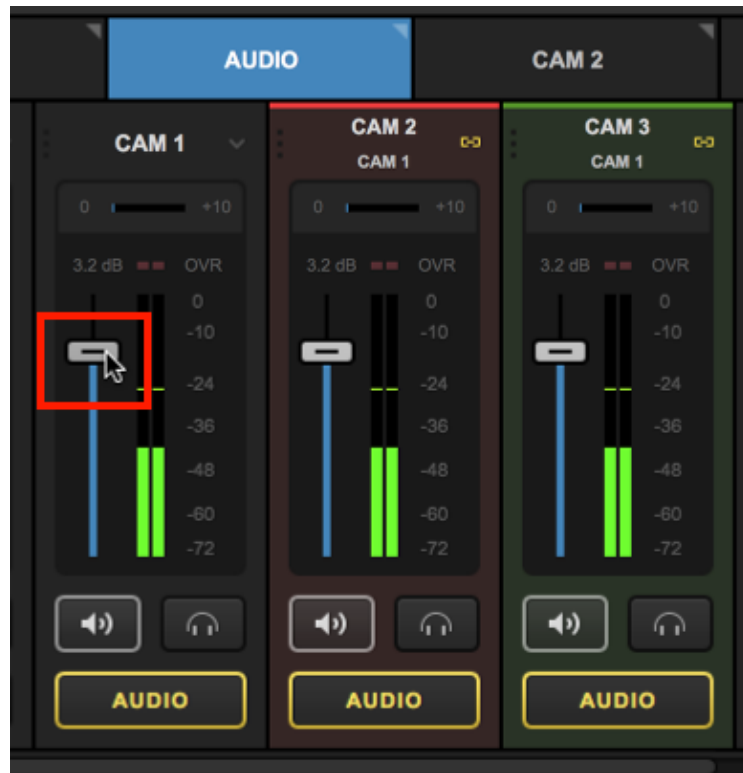 AUDIO CAM 2
CAM 1
CAM 2
CAM 1
CAM 3
CAM 1
0 +10
0 +10
0 +10
3.2 dB OVR
3.2 dB OVR
3.2 dB OVR
0
-10
-24
-36
-48
-60
-72
0
-10
-24
-36
-48
-60
-72
0
-10
-24
-36
-48
-60
-72
AUDIO
AUDIO
AUDIO